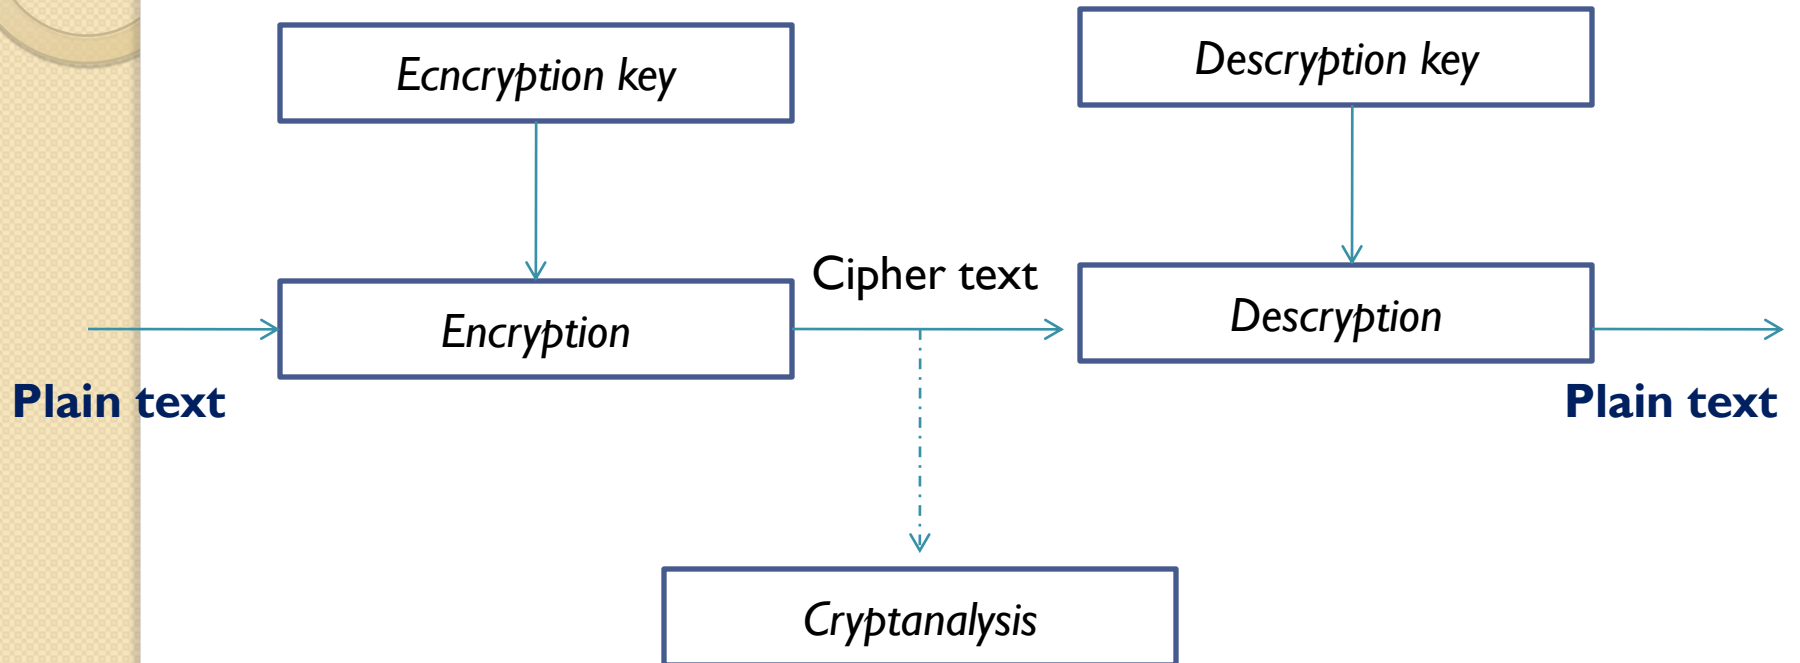 Ecncryption key
Descryption key
Cipher text
Encryption
Descryption
Plain text
Plain text
Cryptanalysis